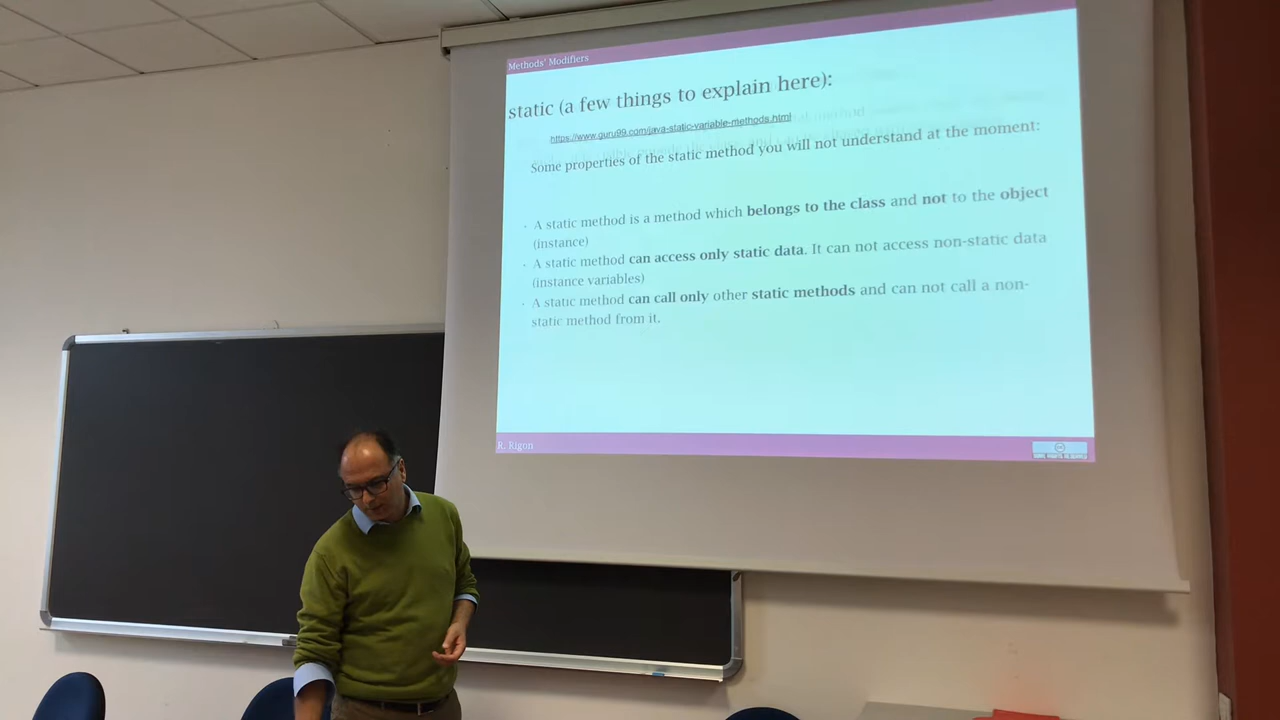 Methods' Modifiers
static (a few things to explain here):
https://www.guru99.com/java-static-variable-methods.html
Some properties of the static method you will not understand at the moment:
· A static method is a method which belongs to the class and not to the object
(instance)
· A static method can access only static data. It can not access non-static data
(instance variables)
· A static method can call only other static methods and can not call a non-
static method from it.
R. Rigon